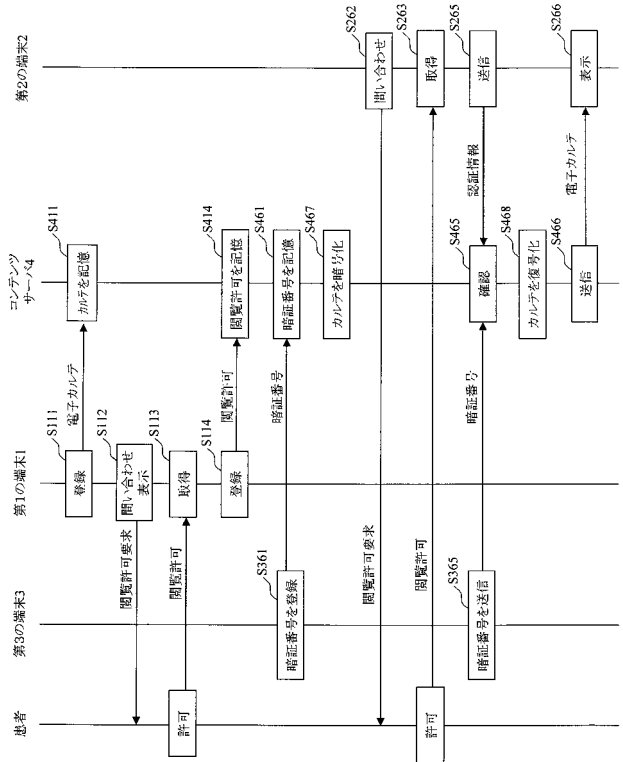 患者
第3の端末3
第1の端末1
コンテンツ
サーバ4
第2の端末2
S111
登録
電子カルテ
S411
カルテを記憶
S112
問い合わせ
表示
閲覧許可要求
許可
閲覧許可
S113
取得
S114
登録
閲覧許可
S414
閲覧許可を記憶
S361
暗証番号を登録
暗証番号
S461
暗証番号を記憶
S467
カルテを暗号化
S262
問い合わせ
閲覧許可要求
許可
閲覧許可
S263
取得
S365
暗証番号を送信
暗証番号
S465
確認
認証情報
S265
送信
S468
カルテを復号化
S466
送信
電子カルテ
S266
表示